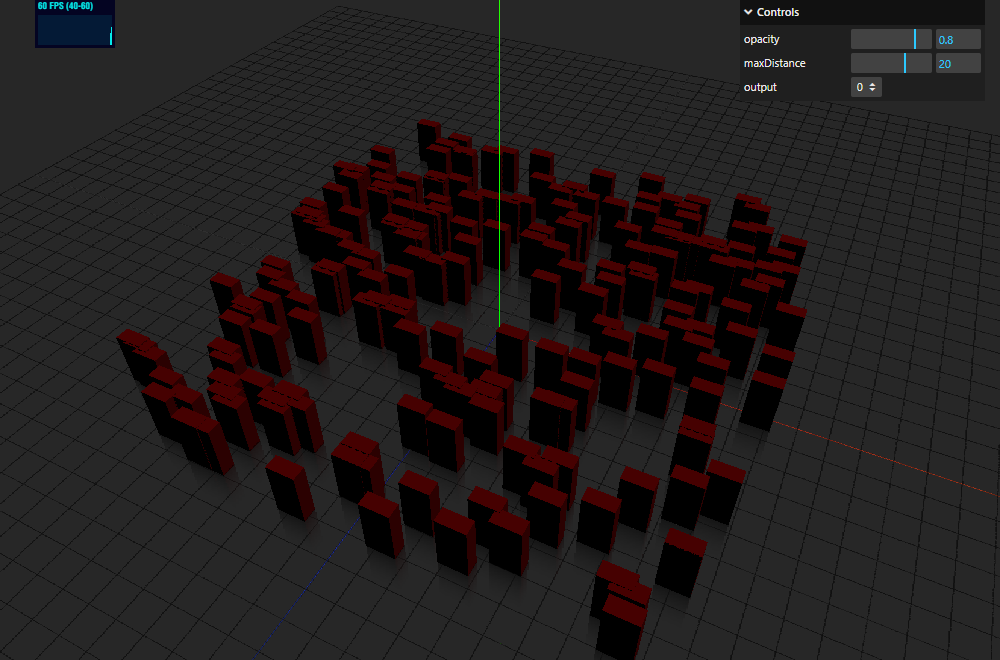 60 FPS (40-60)
Controls
opacity 0.8
maxDistance 20
output 0